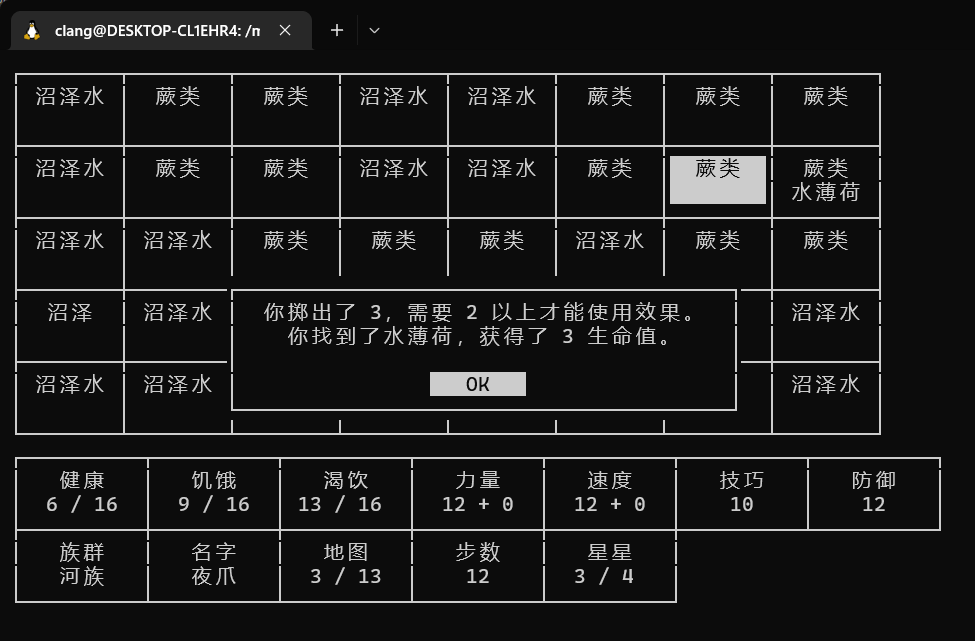 clang@DESKTOP-CL1EHR4: /m
沼泽水 蕨类 蕨类 沼泽水 沼泽水 蕨类 蕨类 蕨类
沼泽水 蕨类 蕨类 沼泽水 沼泽水 蕨类 蕨类 蕨类
水薄荷
沼泽水 沼泽水 蕨类 蕨类 蕨类 沼泽水 蕨类 蕨类
沼泽 沼泽水 你掷出了 3，需要 2 以上才能使用效果。 沼泽水
你找到了水薄荷，获得了 3 生命值。
沼泽水 沼泽水 OK 沼泽水
健康 饥饿 渴饮 力量 速度 技巧 防御
6 / 16 9 / 16 13 / 16 12 + 0 12 + 0 10 12
族群 名字 地图 步数 星星
河族 夜爪 3 / 13 12 3 / 4